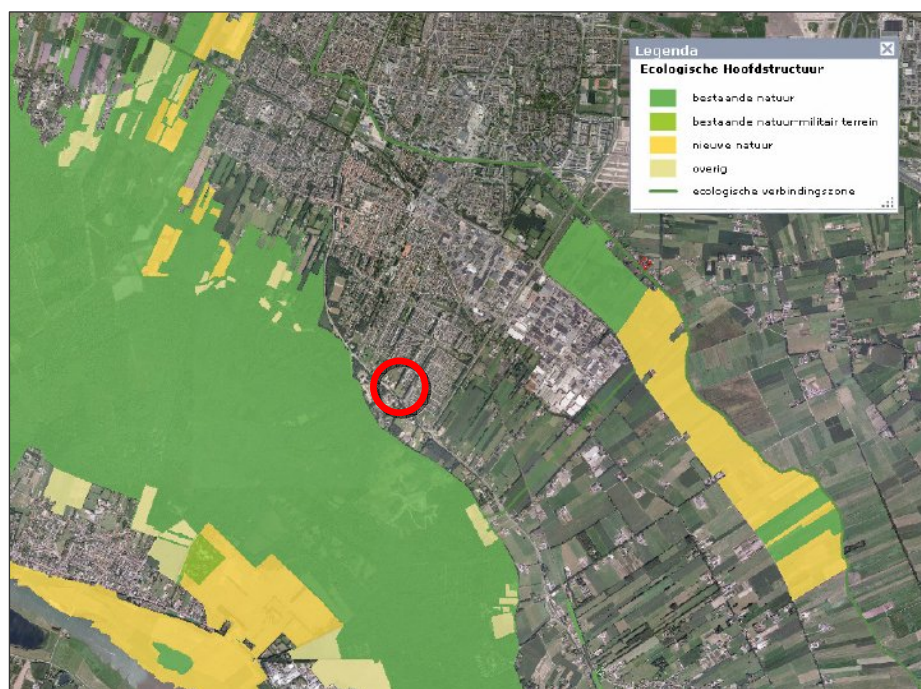 Legenda
Ecologische Hoofdstructuur
bestaande natuur
bestaande natuur-militair terrein
nieuwe natuur
overig
ecologische verbindingszone